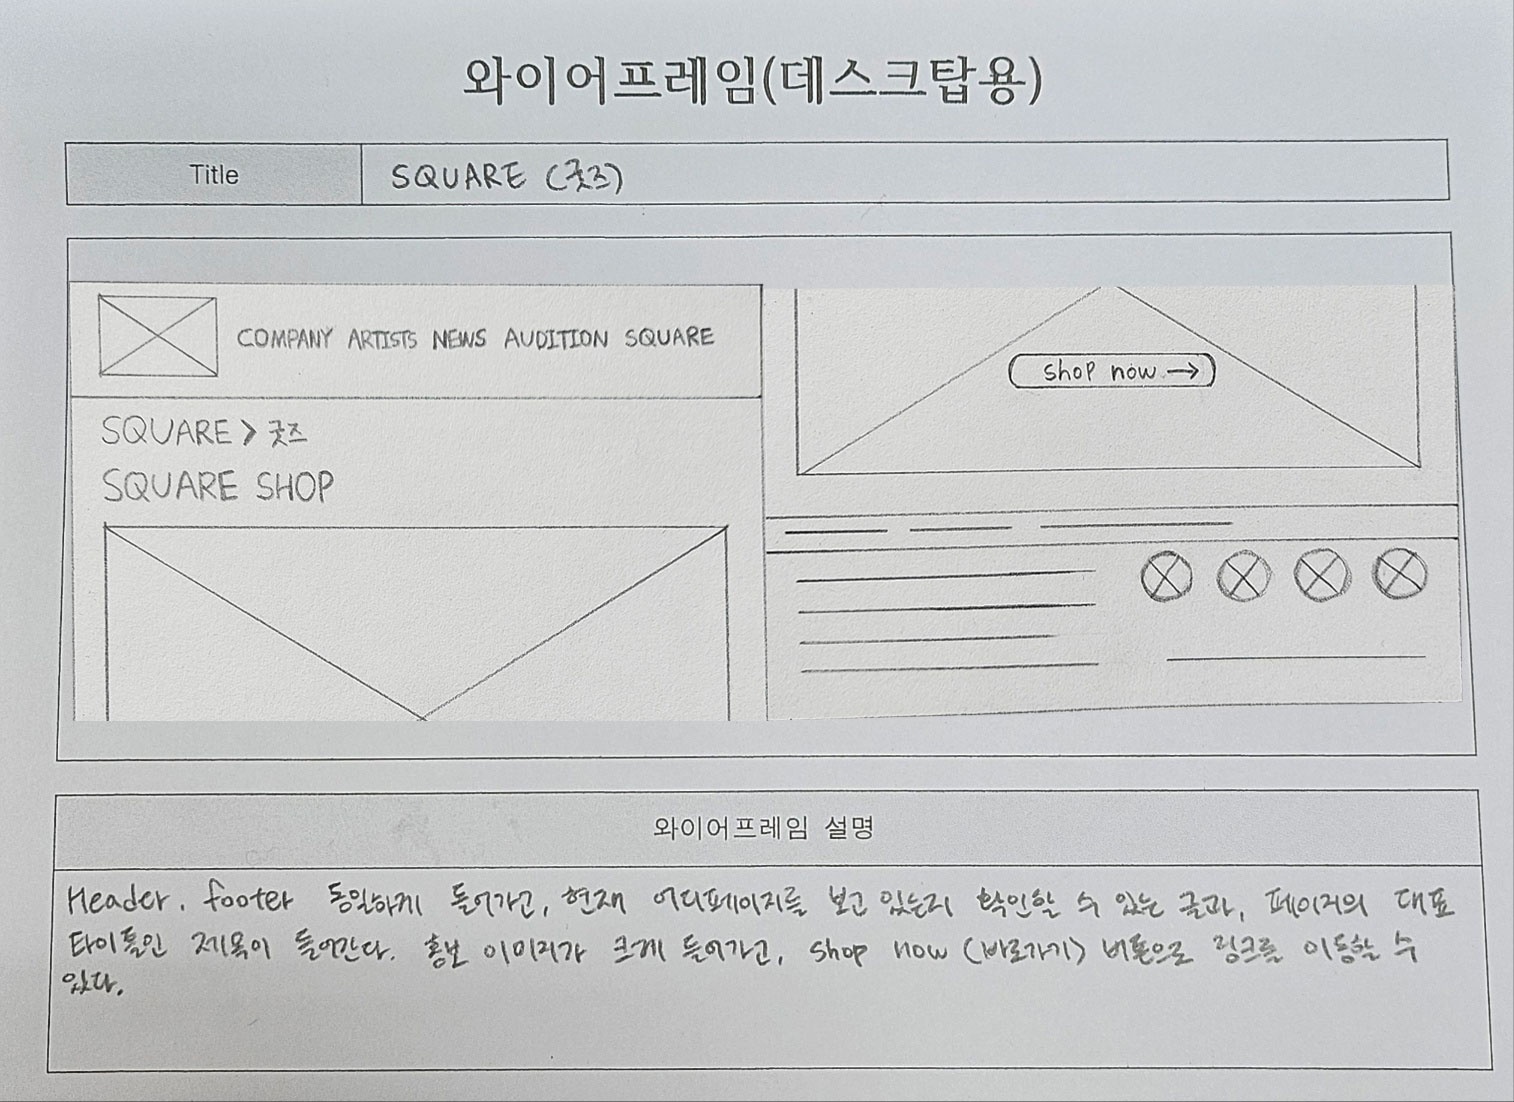 와이어프레임(데스크탑용)
Title
SQUARE (굿즈)
COMPANY ARTISTS NEWS AUDITION SQUARE
SQUARE > 굿즈
SQUARE SHOP
shop now →
와이어프레임 설명
Header, footer 동일하게 들어가고, 현재 어디페이지를 보고 있는지 확인할 수 있는 글과, 페이지의 대표
타이틀인 제목이 들어간다. 홍보 이미지가 크게 들어가고, shop now (바로가기) 버튼으로 링크를 이동할 수
있다.